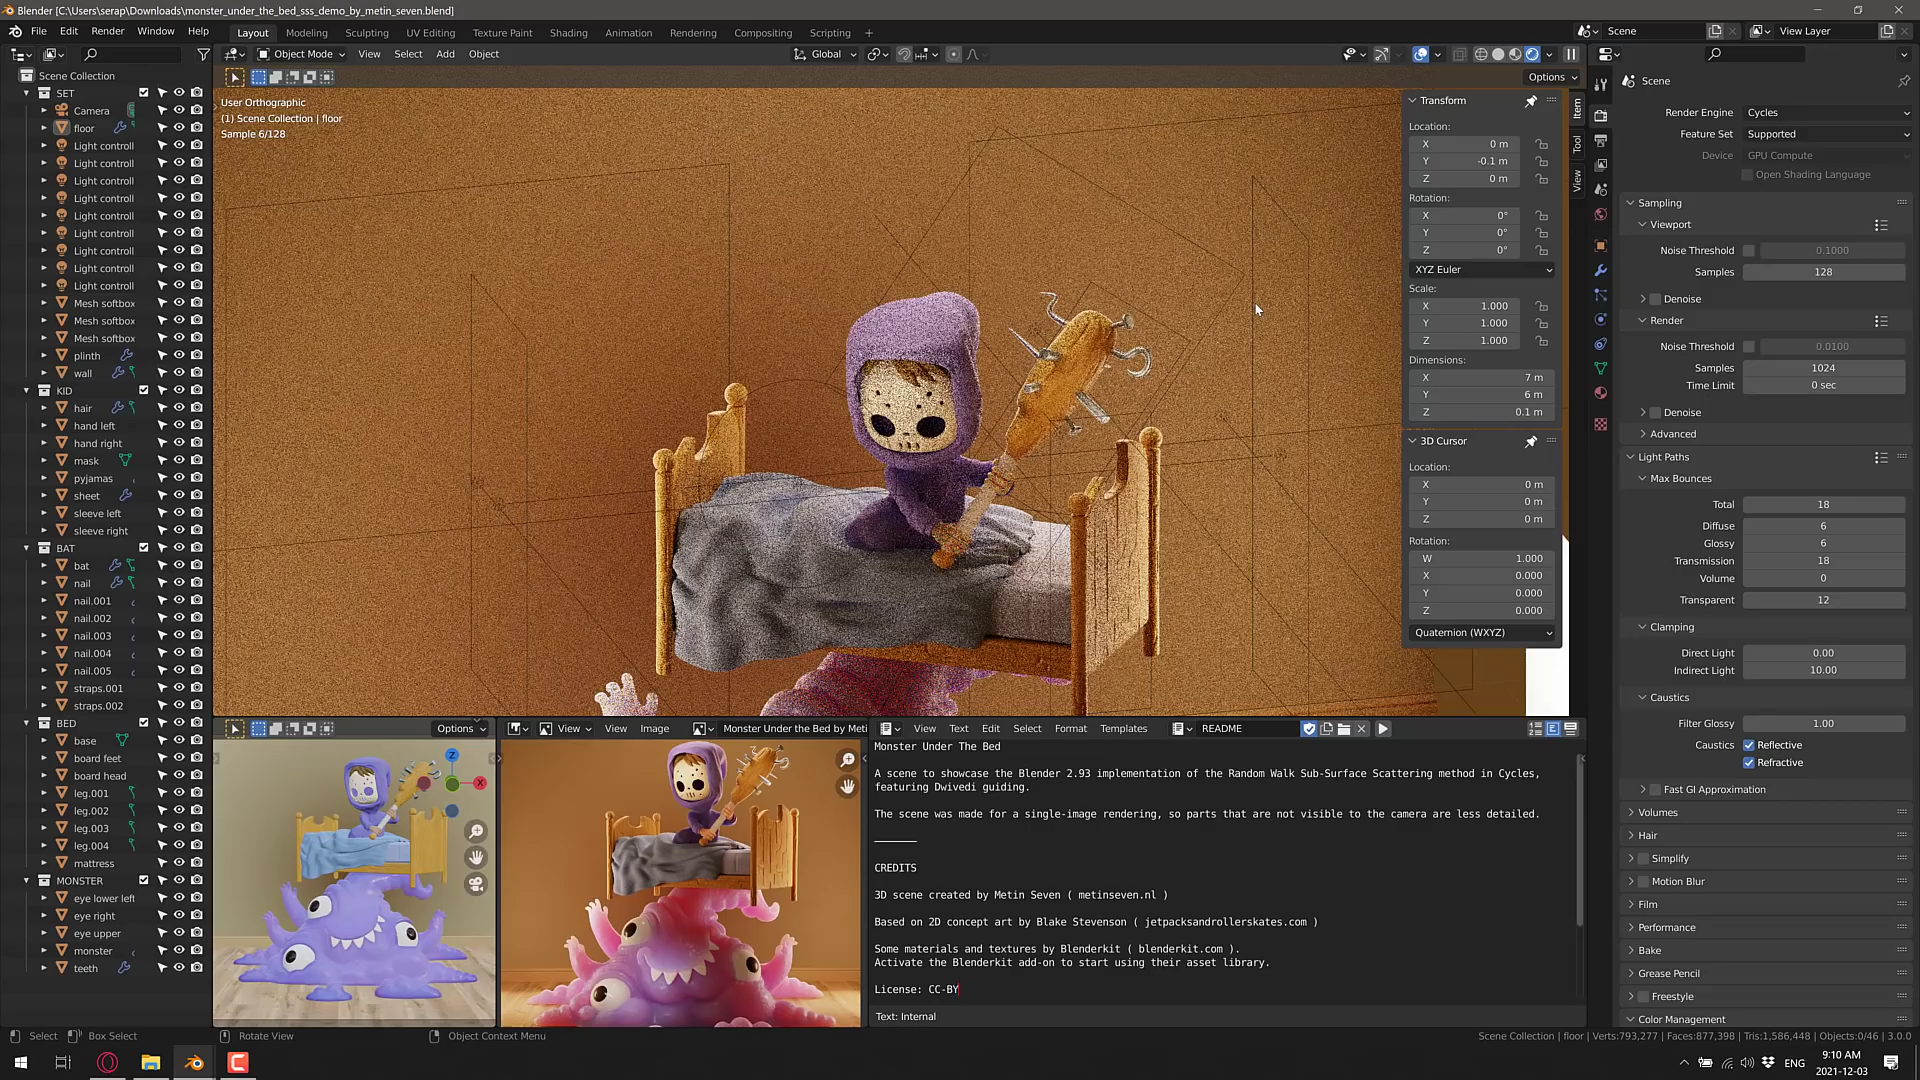 Blender [C:\Users\serap\Downloads\monster_under_the_bed_sss_demo_by_metin_seven.blend]
File Edit Render Window Help
Layout Modeling Sculpting UV Editing Texture Paint Shading Animation Rendering Compositing Scripting +
Scene View Layer
Object Mode View Select Add Object
Global
Options
User Orthographic
(1) Scene Collection | floor
Sample 6/128
Scene Collection
SET
Camera
floor
Light controll
Light controll
Light controll
Light controll
Light controll
Light controll
Light controll
Light controll
Light controll
Mesh softbox
Mesh softbox
Mesh softbox
plinth
wall
KID
hair
hand left
hand right
mask
pyjamas
sheet
sleeve left
sleeve right
BAT
bat
nail
nail.001
nail.002
nail.003
nail.004
nail.005
straps.001
straps.002
BED
base
board feet
board head
leg.001
leg.002
leg.003
leg.004
mattress
MONSTER
eye lower left
eye right
eye upper
monster
teeth
Transform
Location:
X 0 m
Y -0.1 m
Z 0 m
Rotation:
X 0°
Y 0°
Z 0°
XYZ Euler
Scale:
X 1.000
Y 1.000
Z 1.000
Dimensions:
X 7 m
Y 6 m
Z 0.1 m
3D Cursor
Location:
X 0 m
Y 0 m
Z 0 m
Rotation:
W 1.000
X 0.000
Y 0.000
Z 0.000
Quaternion (WXYZ)
Item
Tool
View
Scene
Render Engine Cycles
Feature Set Supported
Device GPU Compute
Open Shading Language
Sampling
Viewport
Noise Threshold 0.1000
Samples 128
Denoise
Render
Noise Threshold 0.0100
Samples 1024
Time Limit 0 sec
Denoise
Advanced
Light Paths
Max Bounces
Total 18
Diffuse 6
Glossy 6
Transmission 18
Volume 0
Transparent 12
Clamping
Direct Light 0.00
Indirect Light 10.00
Caustics
Filter Glossy 1.00
Caustics Reflective
Refractive
Fast GI Approximation
Volumes
Hair
Simplify
Motion Blur
Film
Performance
Bake
Grease Pencil
Freestyle
Color Management
Options
Z
X
View View Image Monster Under the Bed by Meti
View Text Edit Select Format Templates README
Monster Under The Bed
A scene to showcase the Blender 2.93 implementation of the Random Walk Sub-Surface Scattering method in Cycles,
featuring Dwivedi guiding.
The scene was made for a single-image rendering, so parts that are not visible to the camera are less detailed.
CREDITS
3D scene created by Metin Seven ( metinseven.nl )
Based on 2D concept art by Blake Stevenson ( jetpacksandrollerskates.com )
Some materials and textures by Blenderkit ( blenderkit.com ).
Activate the Blenderkit add-on to start using their asset library.
License: CC-BY
Text: Internal
Select Box Select Rotate View Object Context Menu
Scene Collection | floor | Verts:793,277 | Faces:877,398 | Tris:1,586,448 | Objects:0/46 | 3.0.0
ENG
9:10 AM
2021-12-03